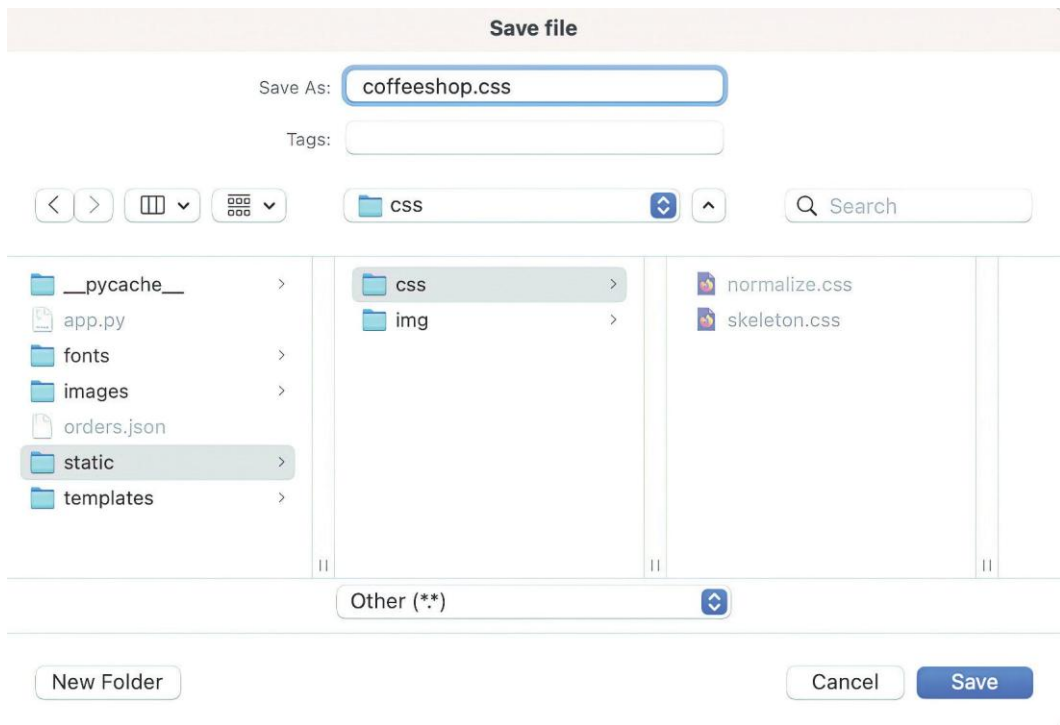 Save file
Save As: coffeeshop.css
Tags:
css
Search
__pycache__
app.py
fonts
images
orders.json
static
templates
css
img
normalize.css
skeleton.css
Other (*.*)
New Folder
Cancel
Save